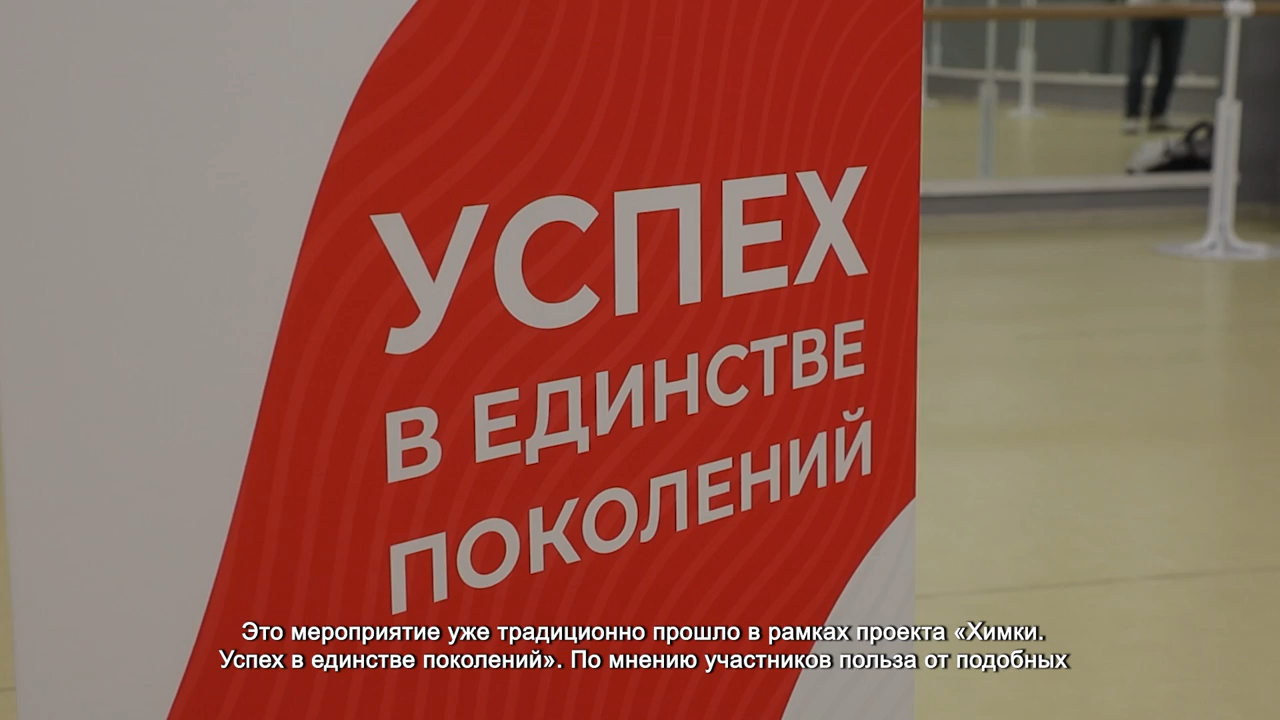 УСПЕХ
В ЕДИНСТВЕ
ПОКОЛЕНИЙ
Это мероприятие уже традиционно прошло в рамках проекта «Химки.
Успех в единстве поколений». По мнению участников польза от подобных